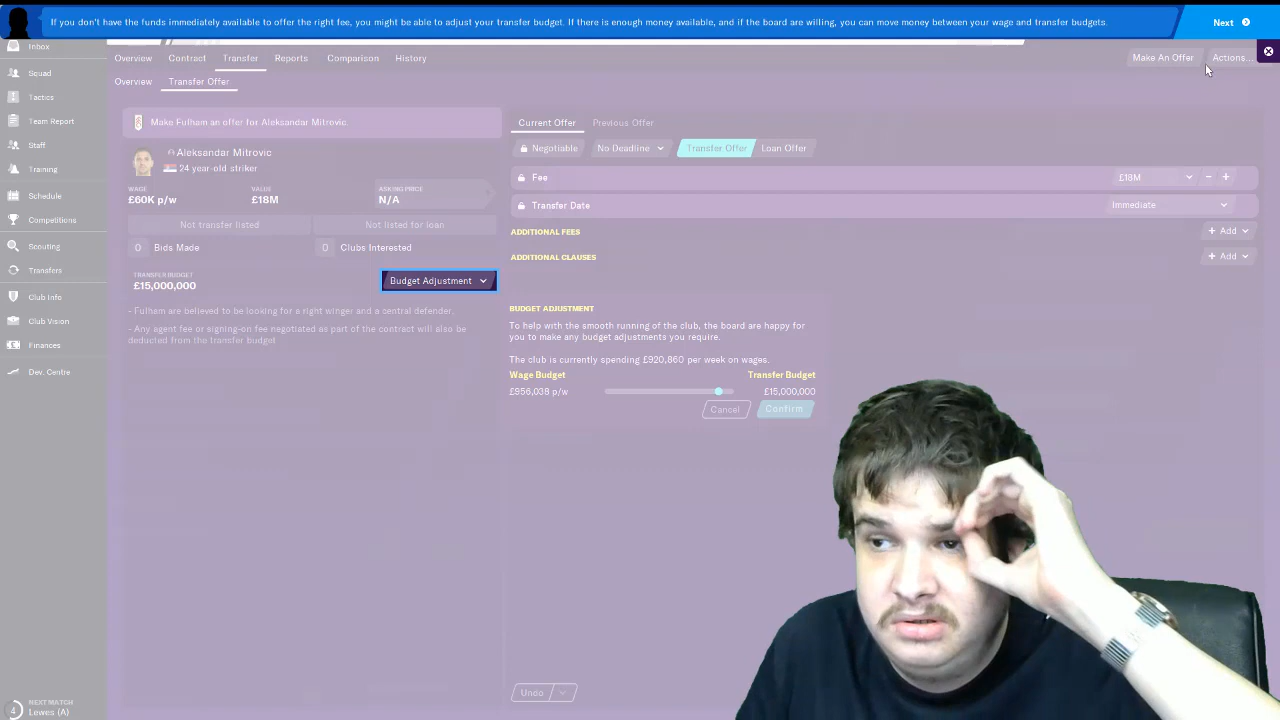 If you don't have the funds immediately available to offer the right fee, you might be able to adjust your transfer budget. If there is enough money available, and if the board are willing, you can move money between your wage and transfer budgets.
Next
Inbox
Squad
Tactics
Team Report
Staff
Training
Schedule
Competitions
Scouting
Transfers
Club Info
Club Vision
Finances
Dev. Centre
4
NEXT MATCH
Lewes (A)
Overview
Contract
Transfer
Reports
Comparison
History
Make An Offer
Actions...
Overview
Transfer Offer
Make Fulham an offer for Aleksandar Mitrovic.
Aleksandar Mitrovic
24 year-old striker
WAGE
£60K p/w
VALUE
£18M
ASKING PRICE
N/A
Not transfer listed
Not listed for loan
0 Bids Made
0 Clubs Interested
TRANSFER BUDGET
£15,000,000
Budget Adjustment
- Fulham are believed to be looking for a right winger and a central defender.
- Any agent fee or signing-on fee negotiated as part of the contract will also be
deducted from the transfer budget
Current Offer
Previous Offer
Negotiable
No Deadline
Transfer Offer
Loan Offer
Fee
£18M
Transfer Date
Immediate
ADDITIONAL FEES
+ Add
ADDITIONAL CLAUSES
+ Add
BUDGET ADJUSTMENT
To help with the smooth running of the club, the board are happy for
you to make any budget adjustments you require.
The club is currently spending £920,860 per week on wages.
Wage Budget
Transfer Budget
£956,038 p/w
£15,000,000
Cancel
Confirm
Undo